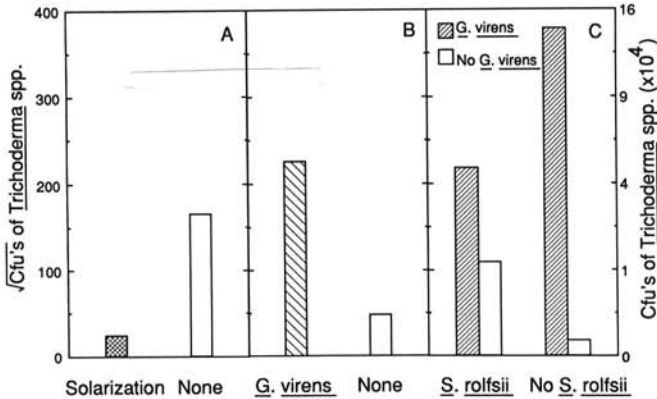 400
300
200
100
0
√Cfu's of Trichoderma spp.
A
B
C
G. virens
No G. virens
16
9
4
1
0
Cfu's of Trichoderma spp. (x10⁴)
Solarization None G. virens None S. rolfsii No S. rolfsii